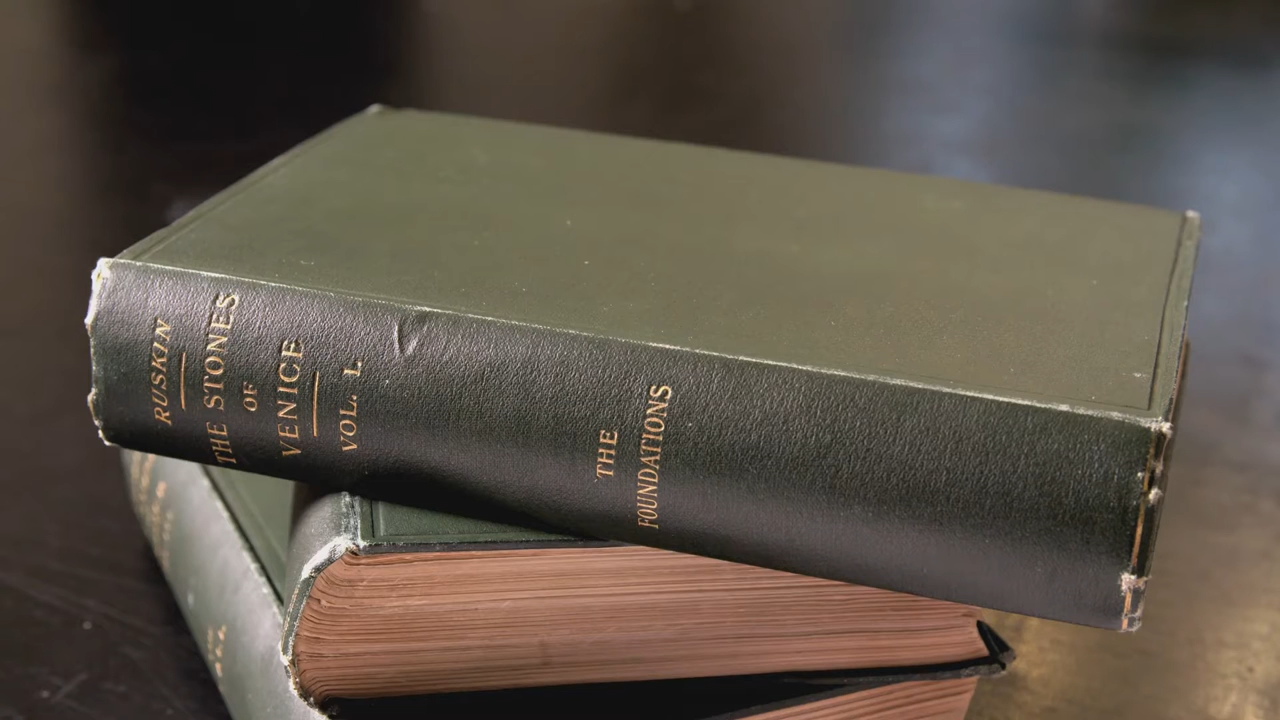 RUSKIN
THE STONES
OF
VENICE
VOL. I.
THE
FOUNDATIONS